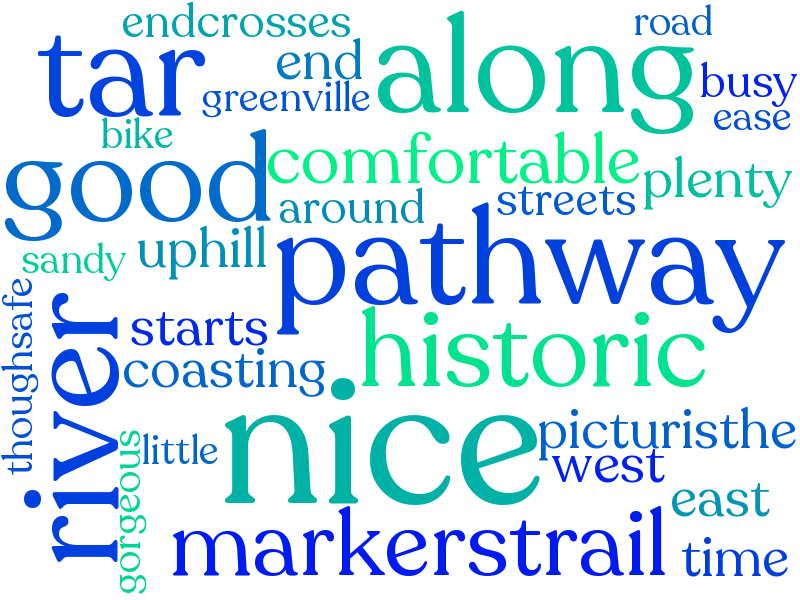 endcrosses
road
tar
end
along
busy
greenville
ease
bike
good
comfortable
plenty
around
streets
sandy
uphill
pathway
thoughsafe
river
starts
historic
coasting
nice
gorgeous
little
picturisthe
west
east
markerstrail
time